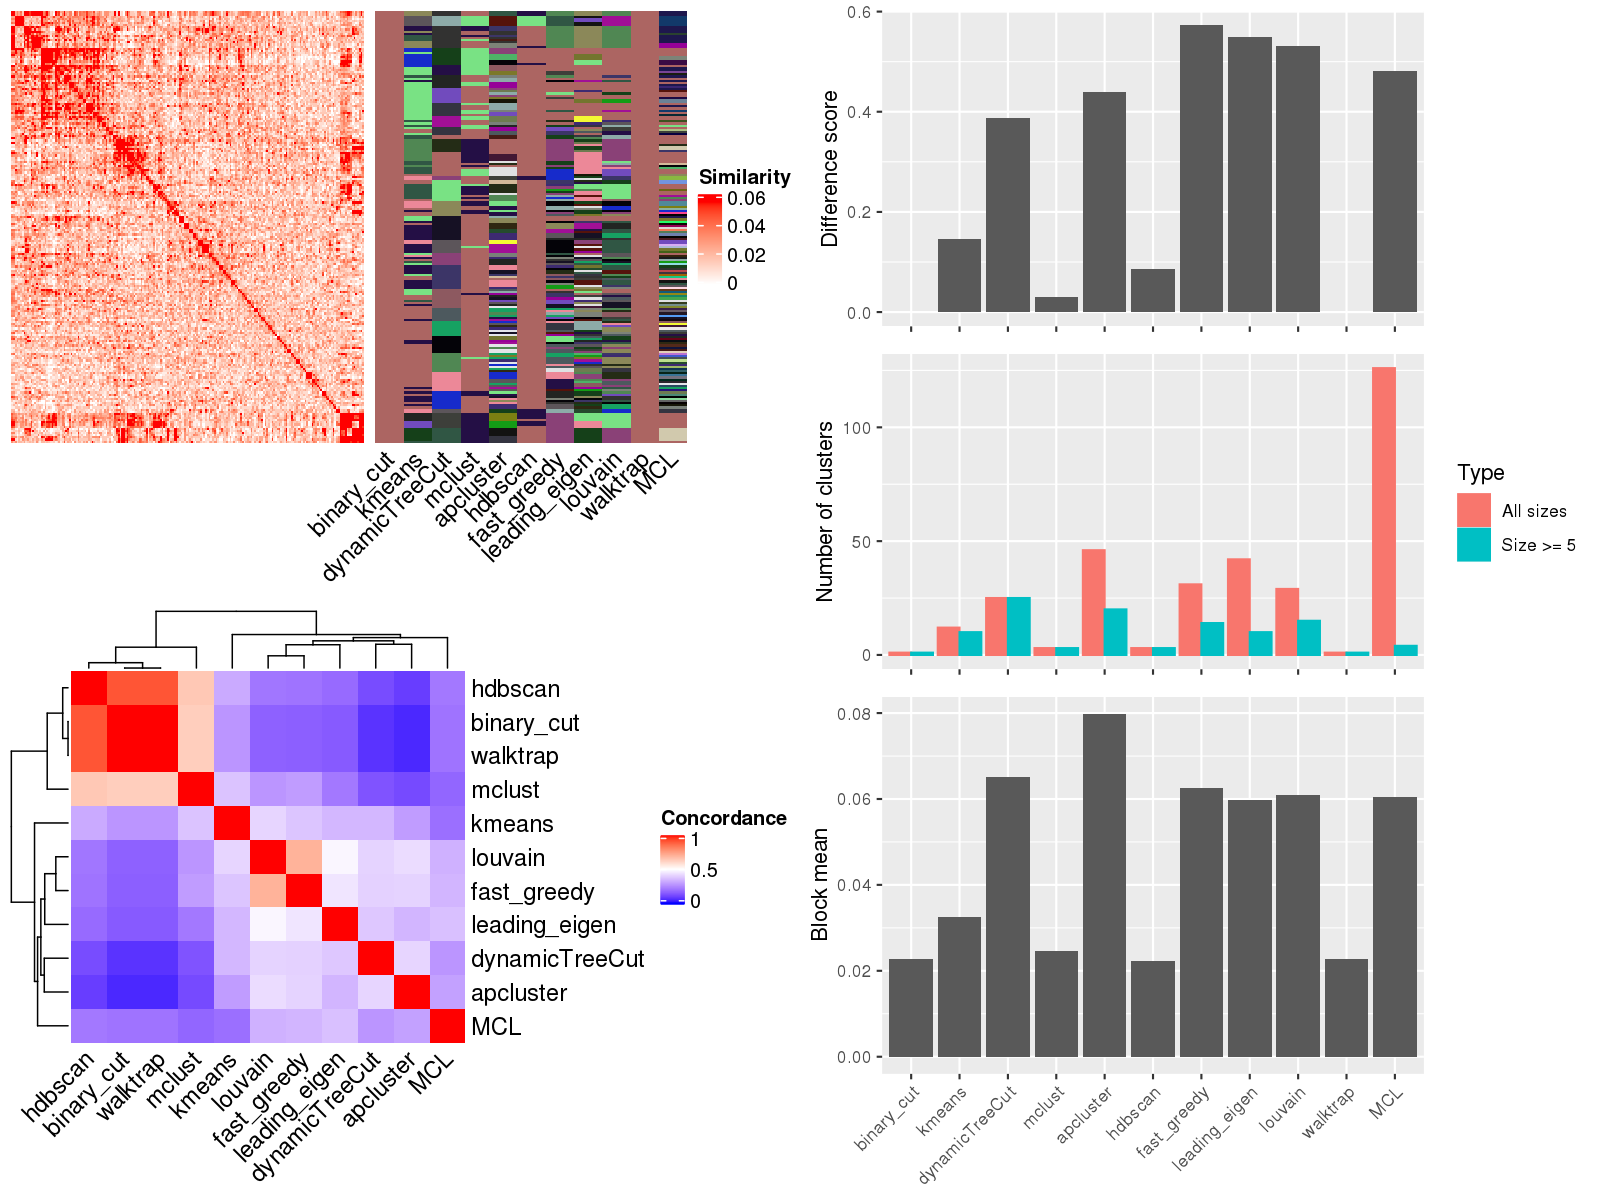 Similarity
0.06
0.04
0.02
0
binary_cut
kmeans
dynamicTreeCut
mclust
apcluster
hdbscan
fast_greedy
leading_eigen
louvain
walktrap
MCL
Concordance
1
0.5
0
hdbscan
binary_cut
walktrap
mclust
kmeans
louvain
fast_greedy
leading_eigen
dynamicTreeCut
apcluster
MCL
hdbscan
binary_cut
walktrap
mclust
kmeans
louvain
fast_greedy
leading_eigen
dynamicTreeCut
apcluster
MCL
Difference score
0.6
0.4
0.2
0.0
Number of clusters
100
50
0
Type
All sizes
Size >= 5
Block mean
0.08
0.06
0.04
0.02
0.00
binary_cut
kmeans
dynamicTreeCut
mclust
apcluster
hdbscan
fast_greedy
leading_eigen
louvain
walktrap
MCL